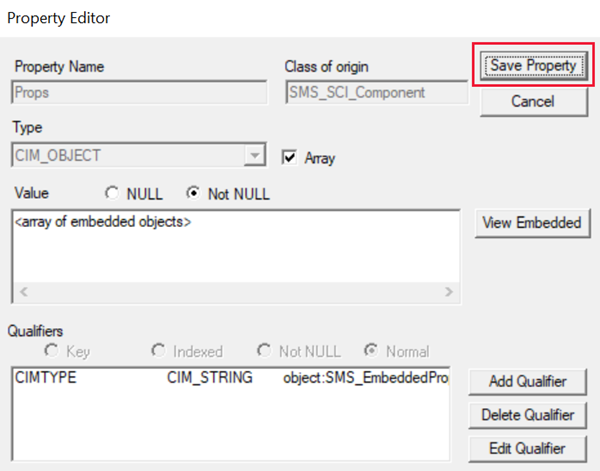 Property Editor
Property Name
Class of origin
Save Property
Props
SMS_SCI_Component
Cancel
Type
CIM_OBJECT
Array
Value
NULL
Not NULL
<array of embedded objects>
View Embedded
Qualifiers
Key
Indexed
Not NULL
Normal
CIMTYPE CIM_STRING object:SMS_EmbeddedProp
Add Qualifier
Delete Qualifier
Edit Qualifier